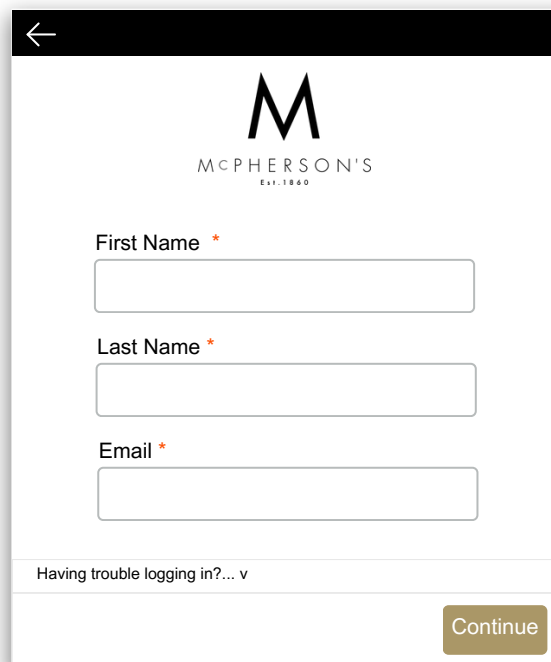 M
McPHERSON'S
Est.1860
First Name *
Last Name *
Email *
Having trouble logging in?... v
Continue